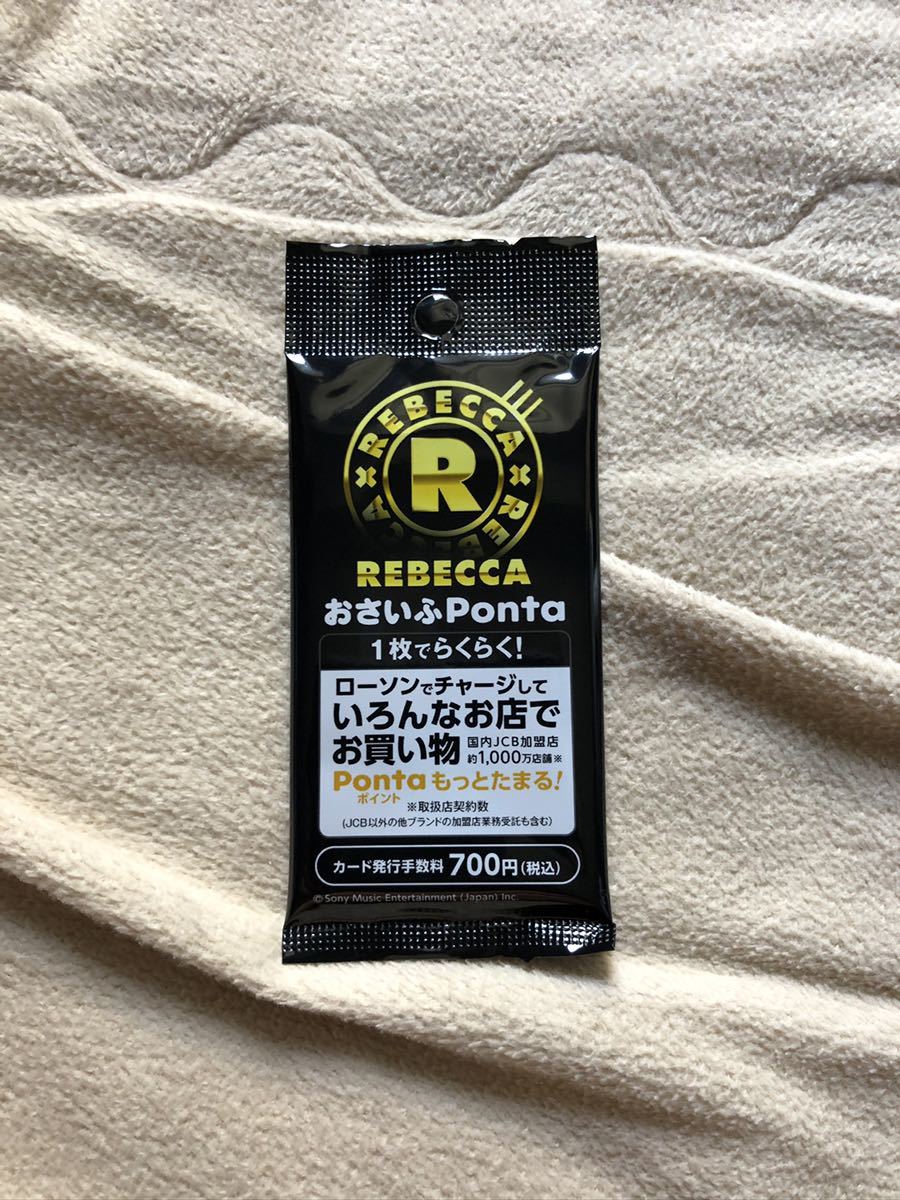 REBECCA × REBECCA ×
R
REBECCA
おさいふPonta
1枚でらくらく!
ローソンでチャージして
いろんなお店で
お買い物 国内JCB加盟店 約1,000万店舗※
Pontaポイント もっとたまる!
※取扱店契約数
(JCB以外の他ブランドの加盟店業務受託も含む)
カード発行手数料 700円(税込)
©Sony Music Entertainment (Japan) Inc.